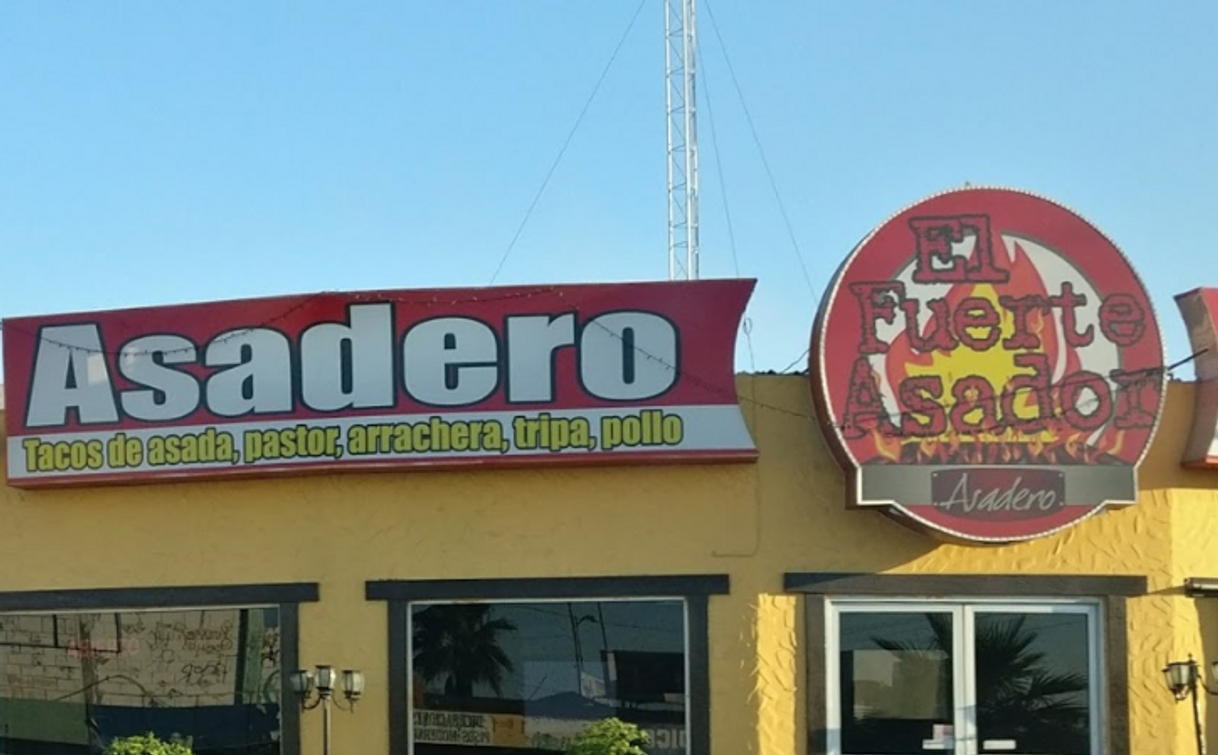 Asadero
Tacos de asada, pastor, arrachera, tripa, pollo
El
Fuerte
Asador
Asadero